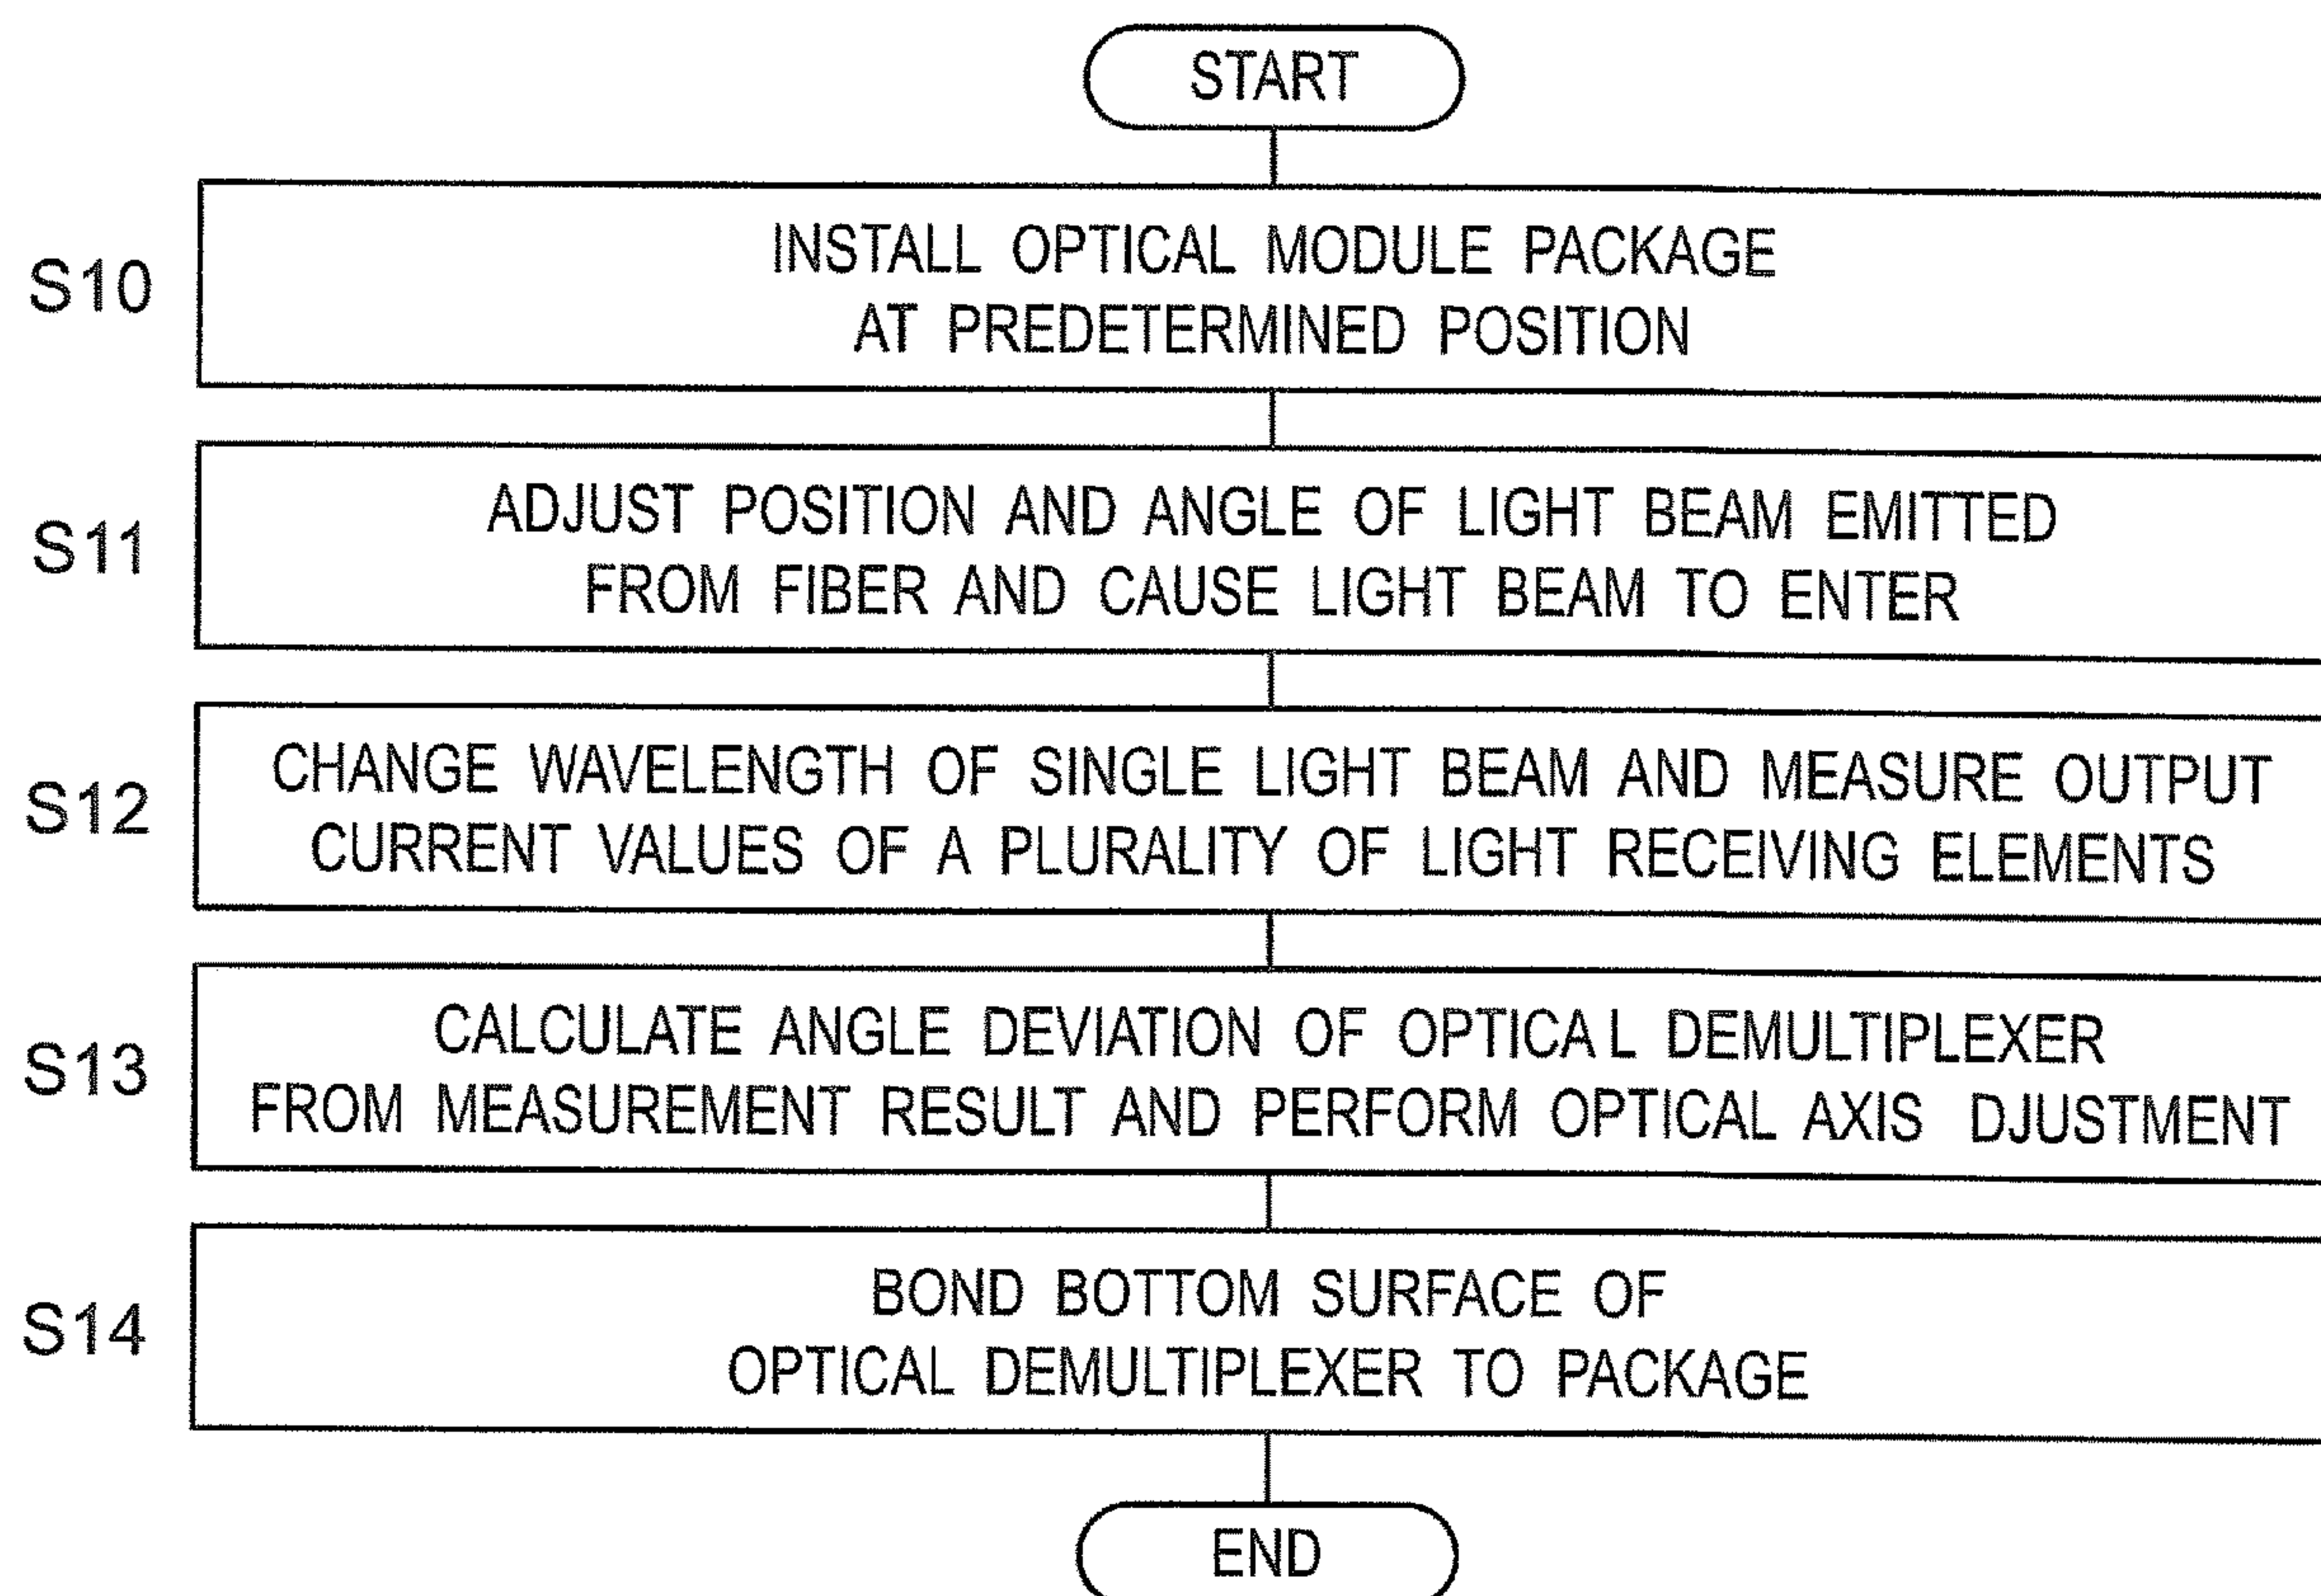 START
S10
INSTALL OPTICAL MODULE PACKAGE
AT PREDETERMINED POSITION
S11
ADJUST POSITION AND ANGLE OF LIGHT BEAM EMITTED
FROM FIBER AND CAUSE LIGHT BEAM TO ENTER
S12
CHANGE WAVELENGTH OF SINGLE LIGHT BEAM AND MEASURE OUTPUT
CURRENT VALUES OF A PLURALITY OF LIGHT RECEIVING ELEMENTS
S13
CALCULATE ANGLE DEVIATION OF OPTICA L DEMULTIPLEXER
FROM MEASUREMENT RESULT AND PERFORM OPTICAL AXIS DJUSTMENT
S14
BOND BOTTOM SURFACE OF
OPTICAL DEMULTIPLEXER TO PACKAGE
END